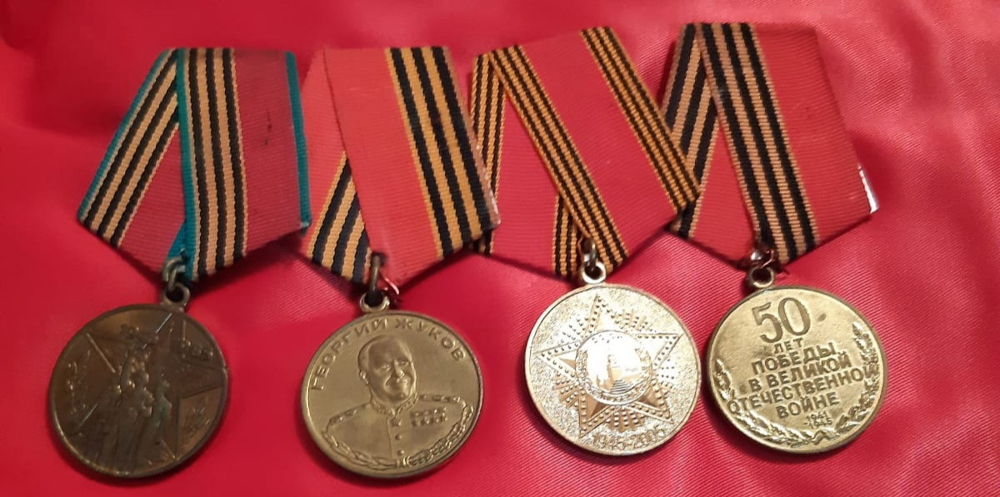 ГЕОРГИЙ ЖУКОВ
1945-2005
50
ЛЕТ
ПОБЕДЫ
В ВЕЛИКОЙ
ОТЕЧЕСТВЕННОЙ
ВОЙНЕ
1941
1945